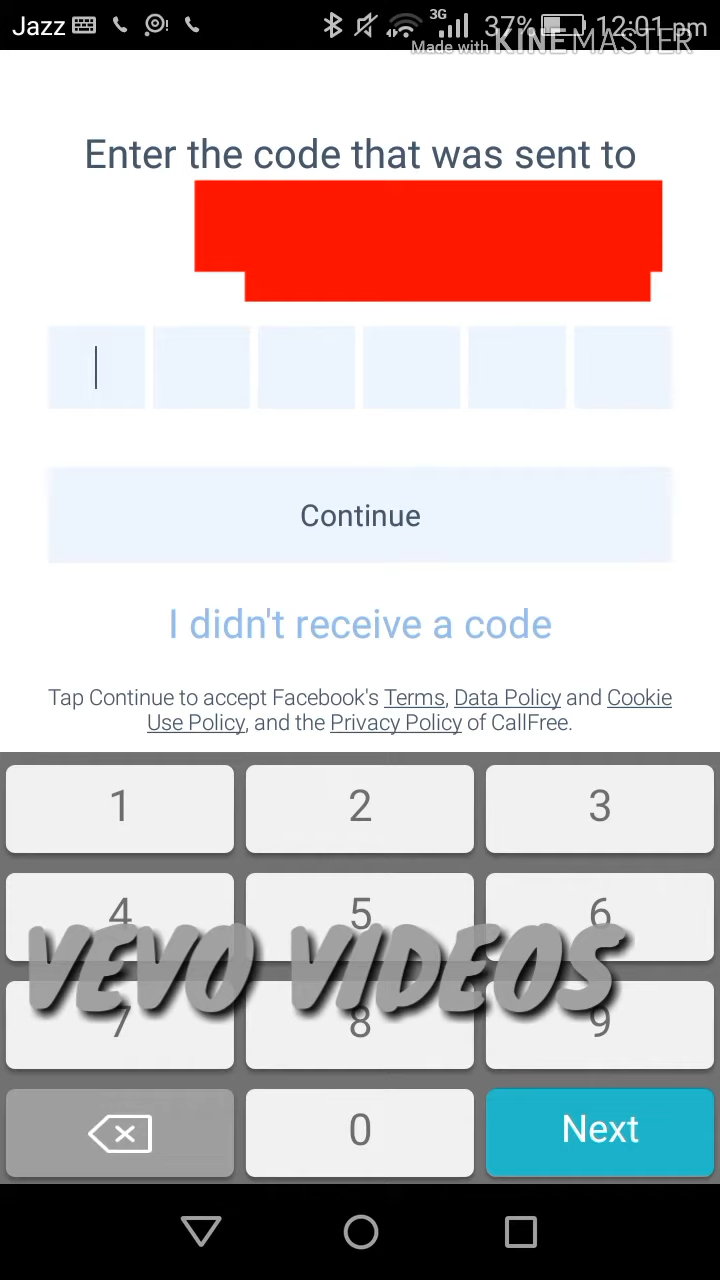 Jazz 3G 37% 12:01 pm
Made with KINEMASTER
Enter the code that was sent to
Continue
I didn't receive a code
Tap Continue to accept Facebook's Terms, Data Policy and Cookie
Use Policy, and the Privacy Policy of CallFree.
1 2 3
4 5 6
VEVO VIDEOS
7 8 9
0 Next